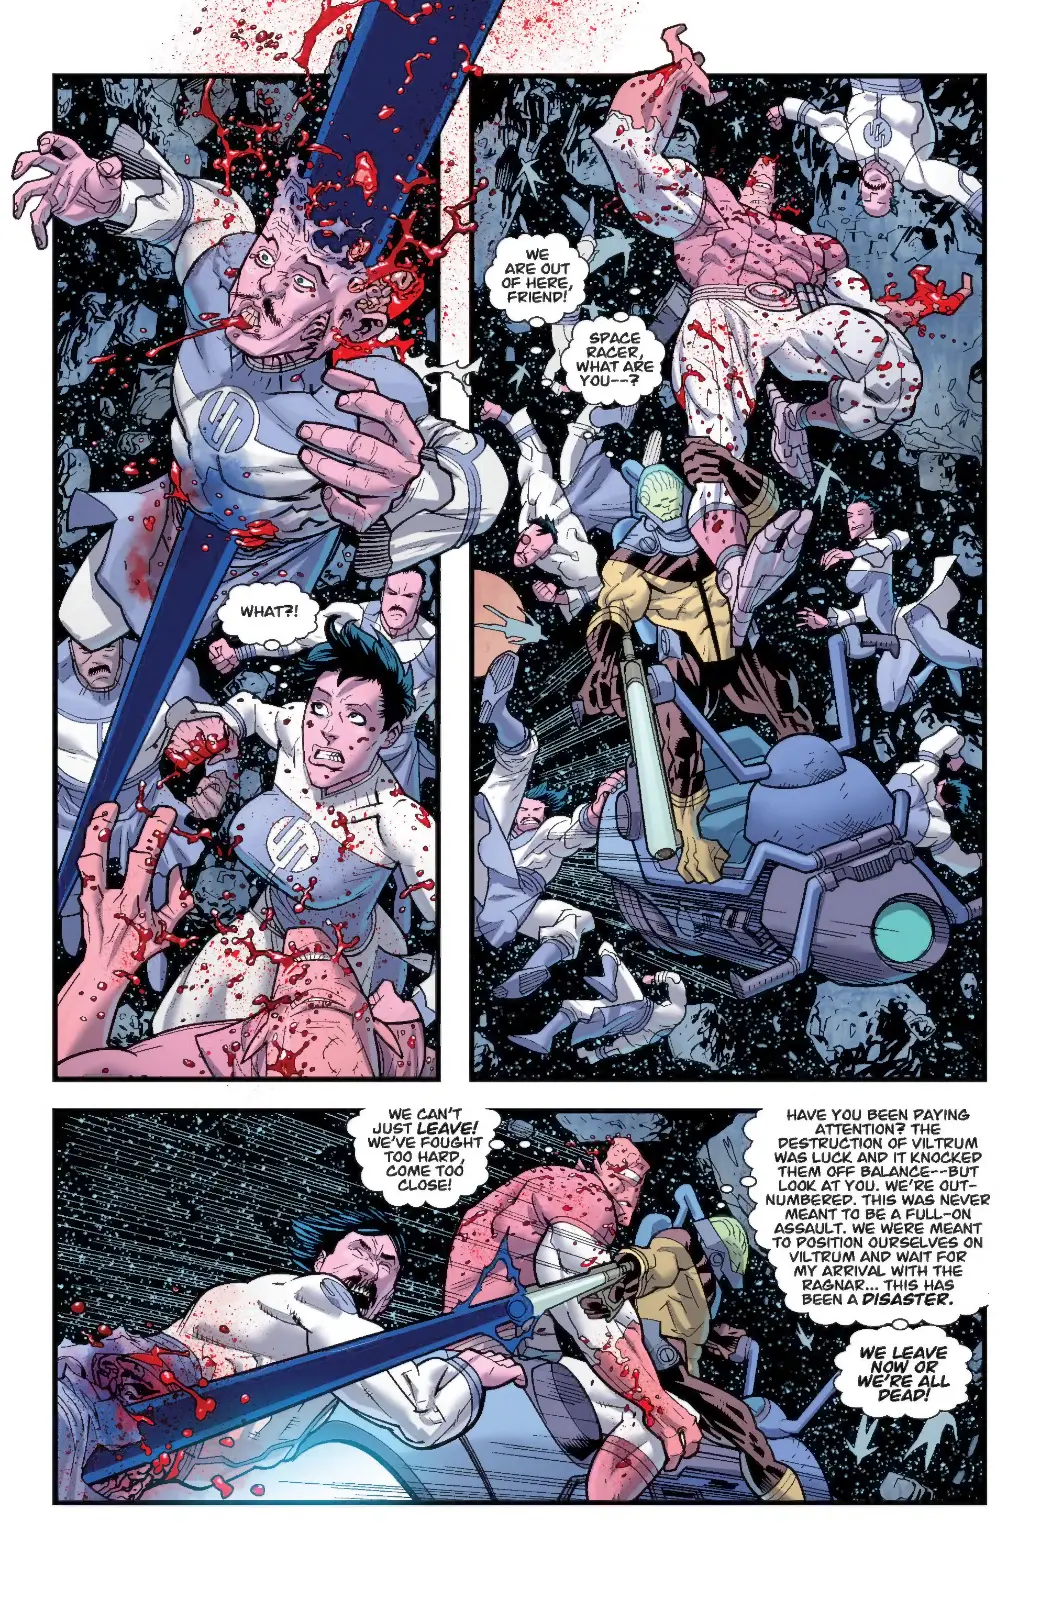 WHAT?!
WE
ARE OUT
OF HERE,
FRIEND!
SPACE
RACER,
WHAT ARE
YOU--?
WE CAN'T
JUST LEAVE!
WE'VE FOUGHT
TOO HARD,
COME TOO
CLOSE!
HAVE YOU BEEN PAYING
ATTENTION? THE
DESTRUCTION OF VILTRUM
WAS LUCK AND IT KNOCKED
THEM OFF BALANCE--BUT
LOOK AT YOU. WE'RE OUT-
NUMBERED. THIS WAS NEVER
MEANT TO BE A FULL-ON
ASSAULT. WE WERE MEANT
TO POSITION OURSELVES ON
VILTRUM AND WAIT FOR
MY ARRIVAL WITH THE
RAGNAR... THIS HAS
BEEN A DISASTER.
WE LEAVE
NOW OR
WE'RE ALL
DEAD!